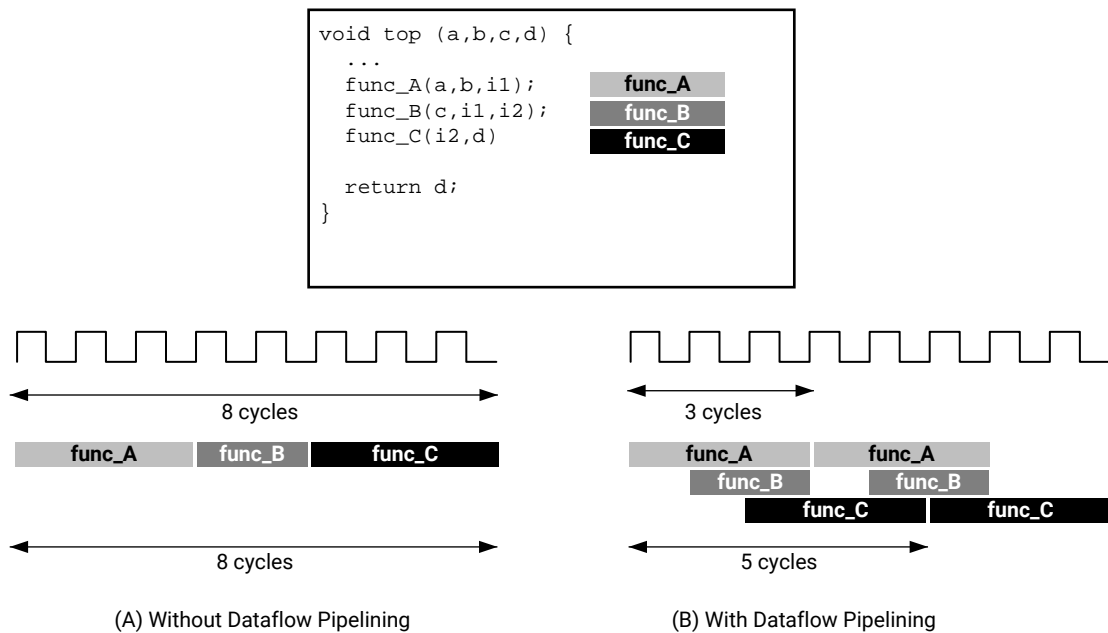 void top (a,b,c,d) {
...
func_A(a,b,i1);
func_B(c,i1,i2);
func_C(i2,d)
return d;
}
func_A
func_B
func_C
8 cycles
func_A func_B func_C
8 cycles
(A) Without Dataflow Pipelining
3 cycles
func_A func_A
func_B func_B
func_C func_C
5 cycles
(B) With Dataflow Pipelining